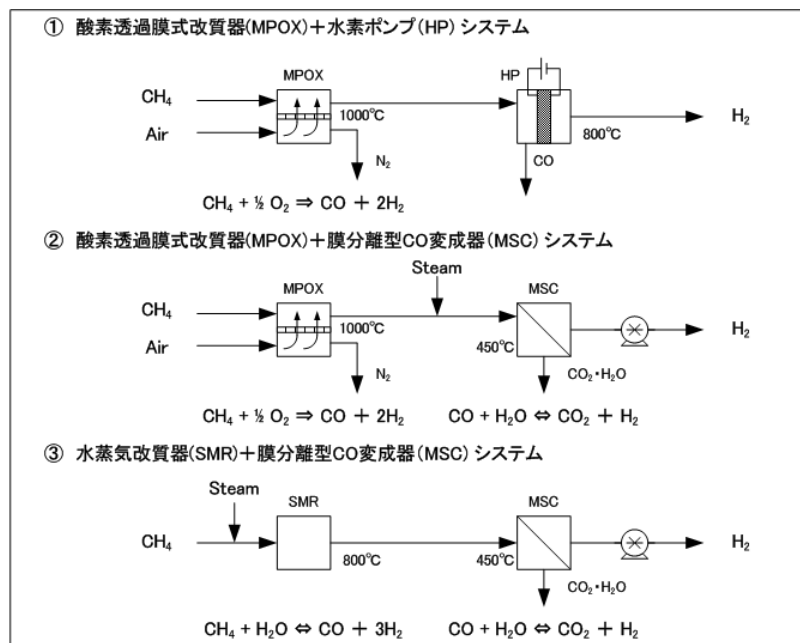 ① 酸素透過膜式改質器(MPOX)+水素ポンプ(HP) システム
MPOX
HP
CH₄
1000℃
H₂
Air
800℃
N₂
CO
CH₄ + ½ O₂ ⇒ CO + 2H₂
② 酸素透過膜式改質器(MPOX)+膜分離型CO変成器(MSC) システム
Steam
MPOX
MSC
CH₄
1000℃
H₂
Air
450℃
N₂
CO₂・H₂O
CH₄ + ½ O₂ ⇒ CO + 2H₂
CO + H₂O ⇔ CO₂ + H₂
③ 水蒸気改質器(SMR)+膜分離型CO変成器(MSC) システム
Steam
SMR
MSC
CH₄
H₂
800℃
450℃
CO₂・H₂O
CH₄ + H₂O ⇔ CO + 3H₂
CO + H₂O ⇔ CO₂ + H₂